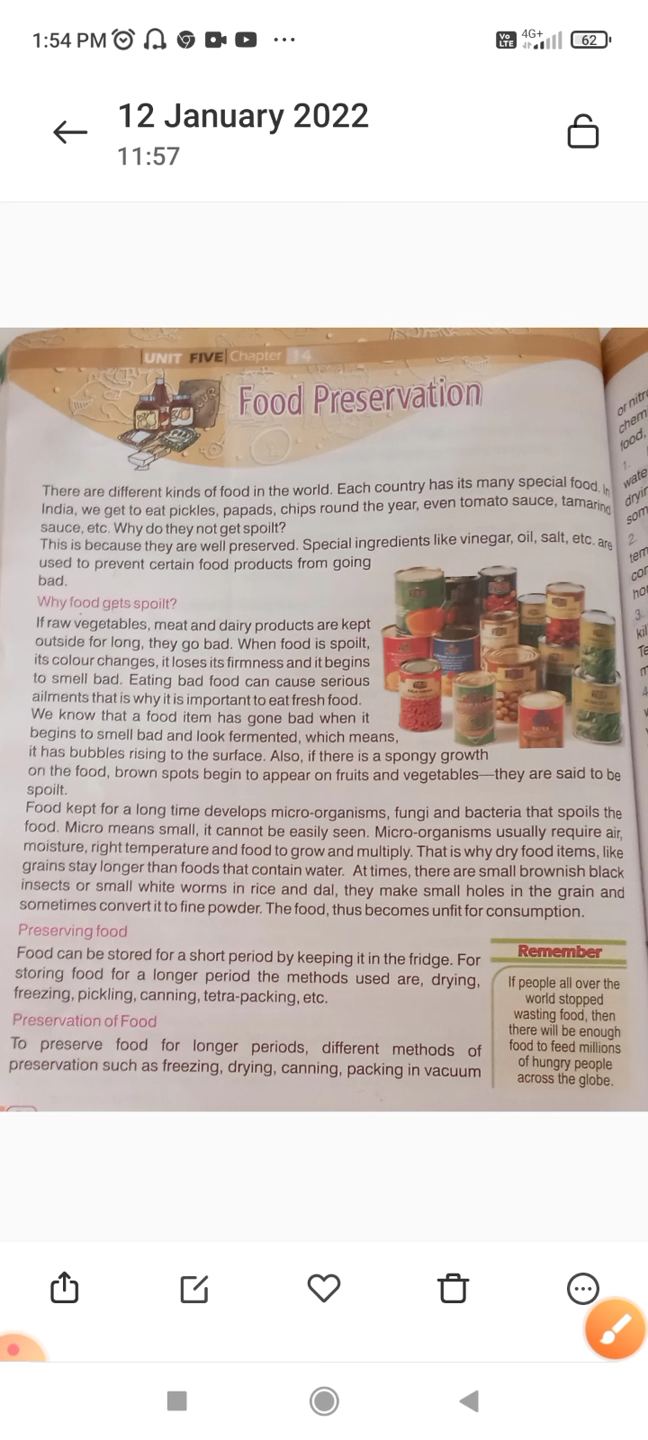 1:54 PM
Vo LTE 4G+ 62
12 January 2022
11:57
UNIT FIVE Chapter 14
Food Preservation
There are different kinds of food in the world. Each country has its many special food. In
India, we get to eat pickles, papads, chips round the year, even tomato sauce, tamarind
sauce, etc. Why do they not get spoilt?
This is because they are well preserved. Special ingredients like vinegar, oil, salt, etc. are
used to prevent certain food products from going
bad.
Why food gets spoilt?
If raw vegetables, meat and dairy products are kept
outside for long, they go bad. When food is spoilt,
its colour changes, it loses its firmness and it begins
to smell bad. Eating bad food can cause serious
ailments that is why it is important to eat fresh food.
We know that a food item has gone bad when it
begins to smell bad and look fermented, which means,
it has bubbles rising to the surface. Also, if there is a spongy growth
on the food, brown spots begin to appear on fruits and vegetables—they are said to be
spoilt.
Food kept for a long time develops micro-organisms, fungi and bacteria that spoils the
food. Micro means small, it cannot be easily seen. Micro-organisms usually require air,
moisture, right temperature and food to grow and multiply. That is why dry food items, like
grains stay longer than foods that contain water. At times, there are small brownish black
insects or small white worms in rice and dal, they make small holes in the grain and
sometimes convert it to fine powder. The food, thus becomes unfit for consumption.
Preserving food
Food can be stored for a short period by keeping it in the fridge. For
storing food for a longer period the methods used are, drying,
freezing, pickling, canning, tetra-packing, etc.
Preservation of Food
To preserve food for longer periods, different methods of
preservation such as freezing, drying, canning, packing in vacuum
Remember
If people all over the
world stopped
wasting food, then
there will be enough
food to feed millions
of hungry people
across the globe.
or nitr
chem
food.
1.
wate
dryin
som
2.
tem
cor
ho
3.
kil
Te